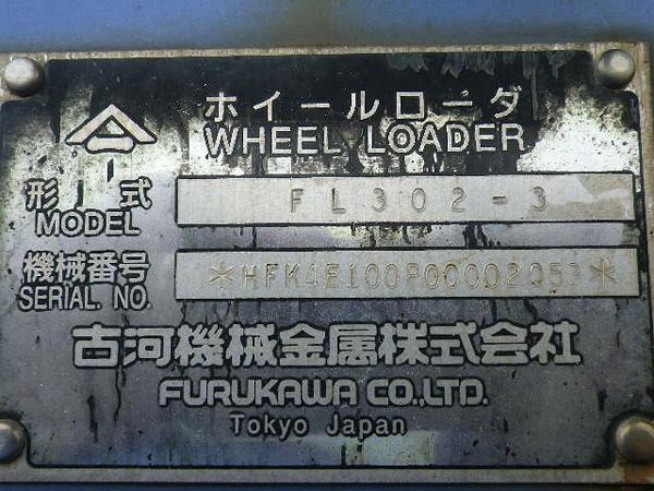 ホイールローダ
WHEEL LOADER
形式 FL302-3
MODEL
機械番号 *HFK4E100P00002053*
SERIAL. NO.
古河機械金属株式会社
FURUKAWA CO.,LTD.
Tokyo Japan